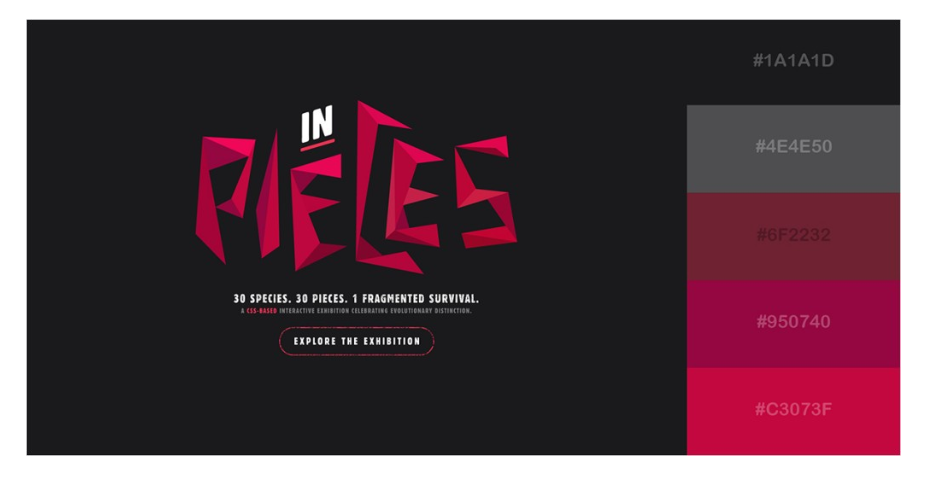 IN
PIECES
30 SPECIES. 30 PIECES. 1 FRAGMENTED SURVIVAL.
A CSS-BASED INTERACTIVE EXHIBITION CELEBRATING EVOLUTIONARY DISTINCTION.
EXPLORE THE EXHIBITION
#1A1A1D
#4E4E50
#6F2232
#950740
#C3073F